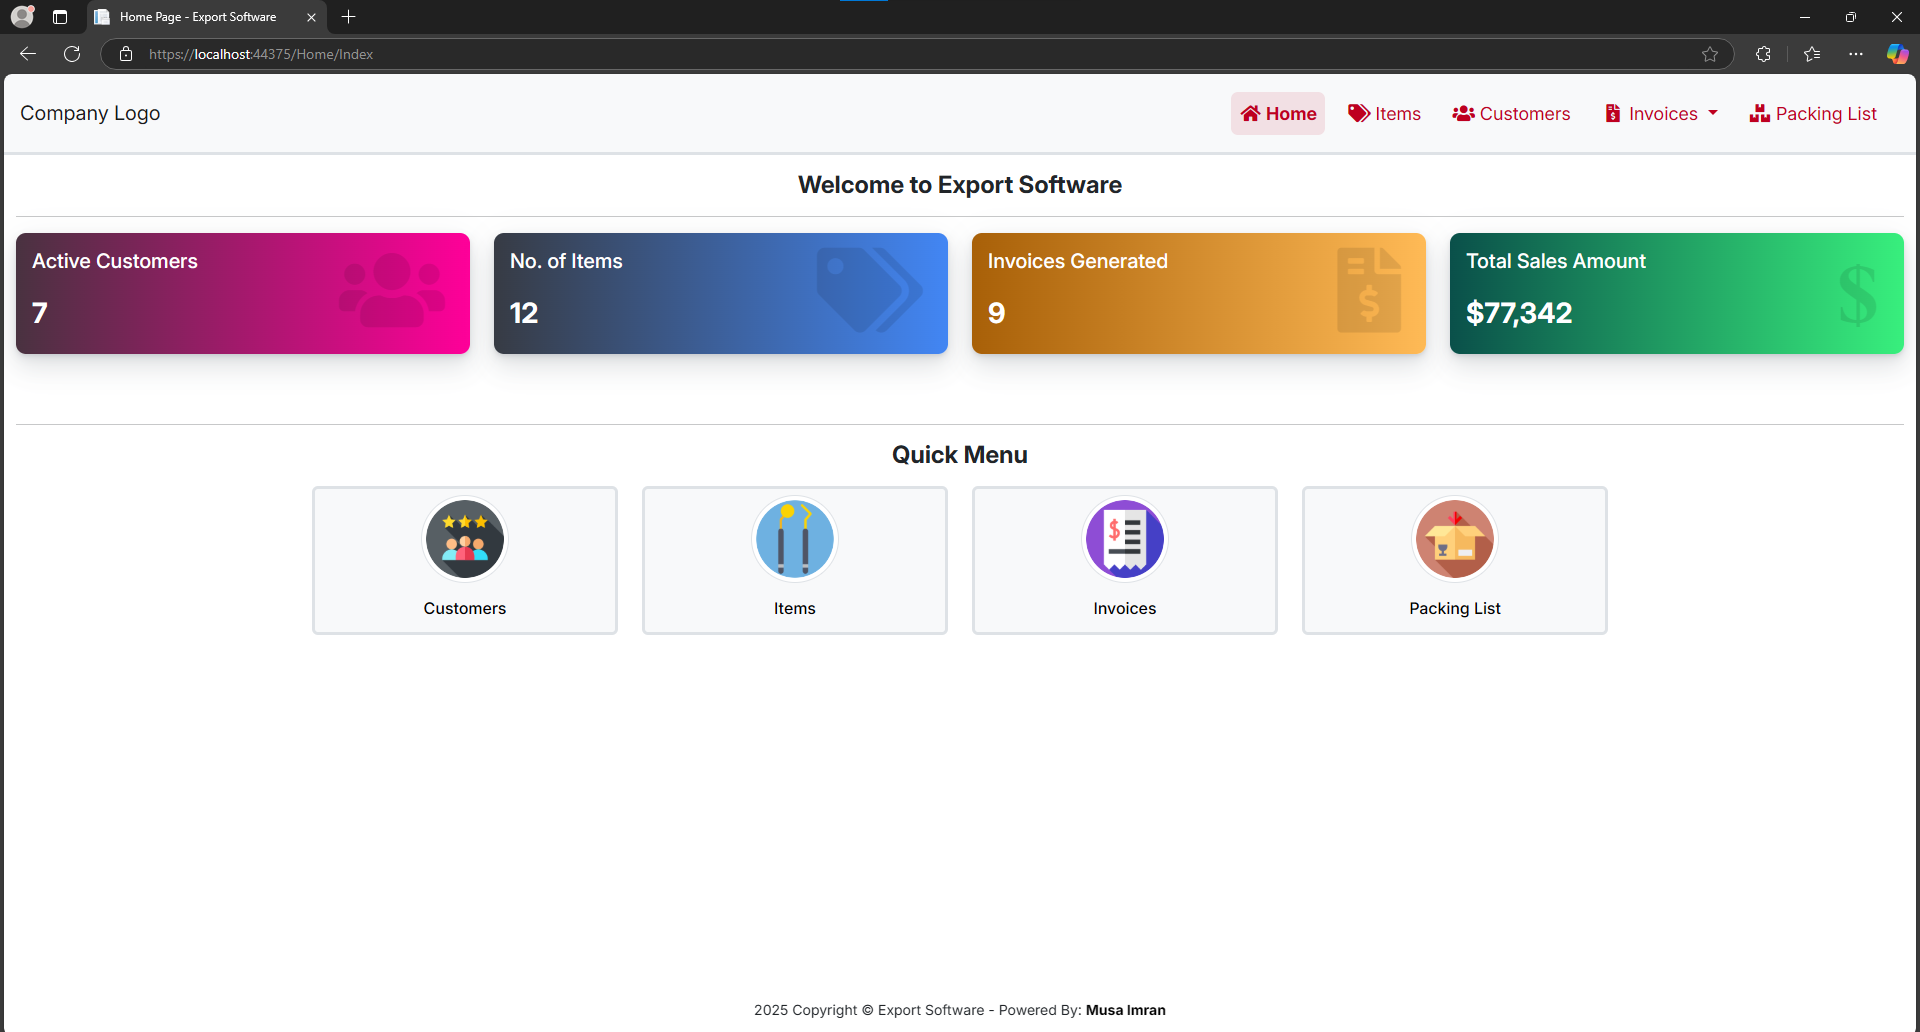 Home Page - Export Software
https://localhost:44375/Home/Index
Company Logo
Home
Items
Customers
Invoices
Packing List
Welcome to Export Software
Active Customers
7
No. of Items
12
Invoices Generated
9
$
Total Sales Amount
$77,342
$
Quick Menu
Customers
Items
$
Invoices
Packing List
2025 Copyright © Export Software - Powered By: Musa Imran